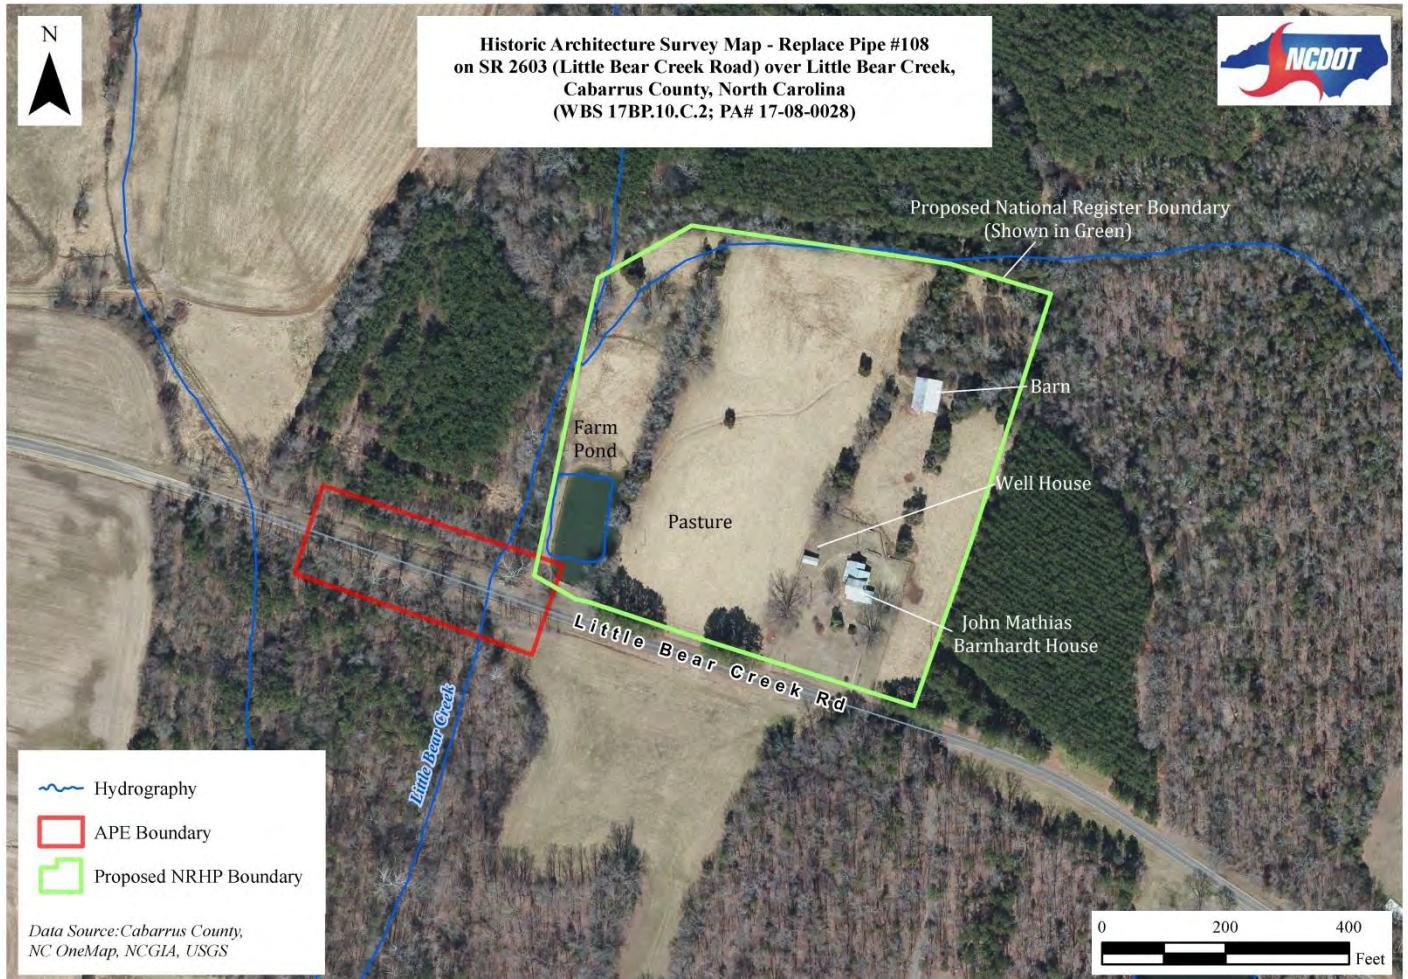 N
Historic Architecture Survey Map - Replace Pipe #108
on SR 2603 (Little Bear Creek Road) over Little Bear Creek,
Cabarrus County, North Carolina
(WBS 17BP.10.C.2; PA# 17-08-0028)
NCDOT
Proposed National Register Boundary
(Shown in Green)
Barn
Farm
Pond
Well House
Pasture
John Mathias
Barnhardt House
Little Bear Creek Rd
Little Bear Creek
Hydrography
APE Boundary
Proposed NRHP Boundary
Data Source:Cabarrus County,
NC OneMap, NCGIA, USGS
0 200 400
Feet